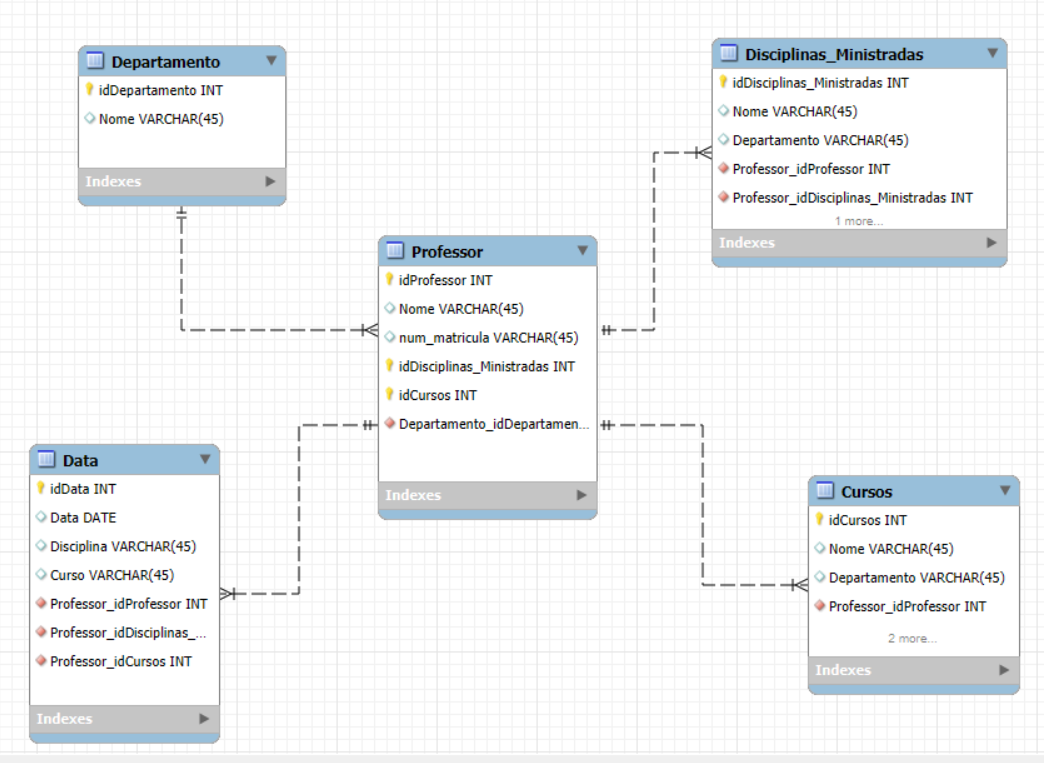 Departamento
idDepartamento INT
Nome VARCHAR(45)
Indexes
Disciplinas_Ministradas
idDisciplinas_Ministradas INT
Nome VARCHAR(45)
Departamento VARCHAR(45)
Professor_idProfessor INT
Professor_idDisciplinas_Ministradas INT
1 more...
Indexes
Professor
idProfessor INT
Nome VARCHAR(45)
num_matricula VARCHAR(45)
idDisciplinas_Ministradas INT
idCursos INT
Departamento_idDepartamen...
Indexes
Data
idData INT
Data DATE
Disciplina VARCHAR(45)
Curso VARCHAR(45)
Professor_idProfessor INT
Professor_idDisciplinas_...
Professor_idCursos INT
Indexes
Cursos
idCursos INT
Nome VARCHAR(45)
Departamento VARCHAR(45)
Professor_idProfessor INT
2 more...
Indexes